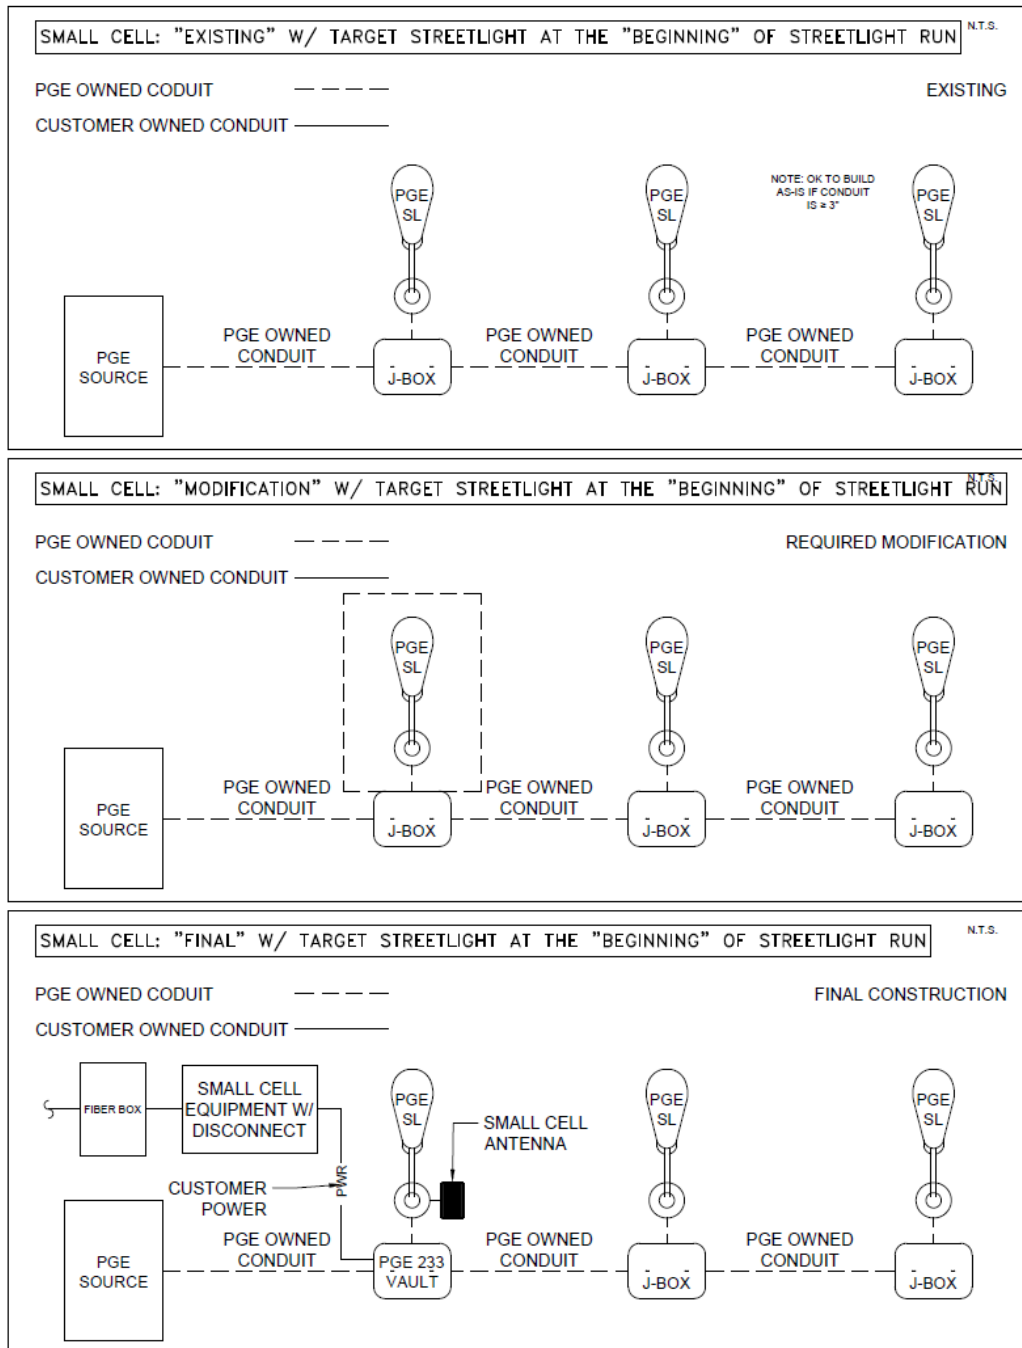 SMALL CELL: "EXISTING" W/ TARGET STREETLIGHT AT THE "BEGINNING" OF STREETLIGHT RUN
N.T.S.
PGE OWNED CODUIT
EXISTING
CUSTOMER OWNED CONDUIT
NOTE: OK TO BUILD
AS-IS IF CONDUIT
IS ≥ 3"
PGE
SL
PGE
SL
PGE
SL
PGE
SOURCE
PGE OWNED
CONDUIT
J-BOX
PGE OWNED
CONDUIT
J-BOX
PGE OWNED
CONDUIT
J-BOX
SMALL CELL: "MODIFICATION" W/ TARGET STREETLIGHT AT THE "BEGINNING" OF STREETLIGHT RUN
N.T.S.
PGE OWNED CODUIT
REQUIRED MODIFICATION
CUSTOMER OWNED CONDUIT
PGE
SL
PGE
SL
PGE
SL
PGE
SOURCE
PGE OWNED
CONDUIT
J-BOX
PGE OWNED
CONDUIT
J-BOX
PGE OWNED
CONDUIT
J-BOX
SMALL CELL: "FINAL" W/ TARGET STREETLIGHT AT THE "BEGINNING" OF STREETLIGHT RUN
N.T.S.
PGE OWNED CODUIT
FINAL CONSTRUCTION
CUSTOMER OWNED CONDUIT
FIBER BOX
SMALL CELL
EQUIPMENT W/
DISCONNECT
PGE
SL
SMALL CELL
ANTENNA
PGE
SL
PGE
SL
CUSTOMER
POWER
PWR
PGE
SOURCE
PGE OWNED
CONDUIT
PGE 233
VAULT
PGE OWNED
CONDUIT
J-BOX
PGE OWNED
CONDUIT
J-BOX